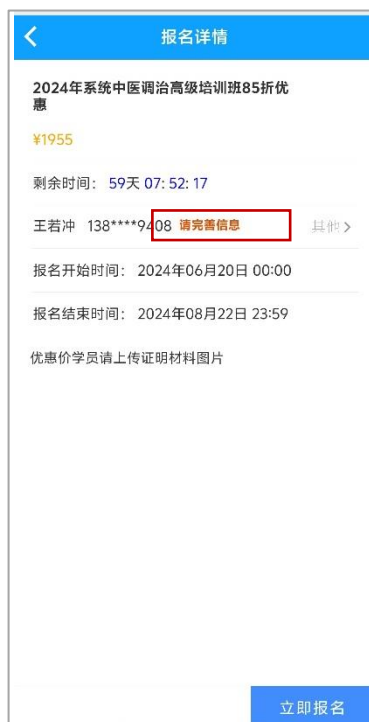 报名详情
2024年系统中医调治高级培训班85折优
惠
¥1955
剩余时间： 59天 07: 52: 17
王若冲 138****9408 请完善信息 其他
报名开始时间： 2024年06月20日 00:00
报名结束时间： 2024年08月22日 23:59
优惠价学员请上传证明材料图片
立即报名